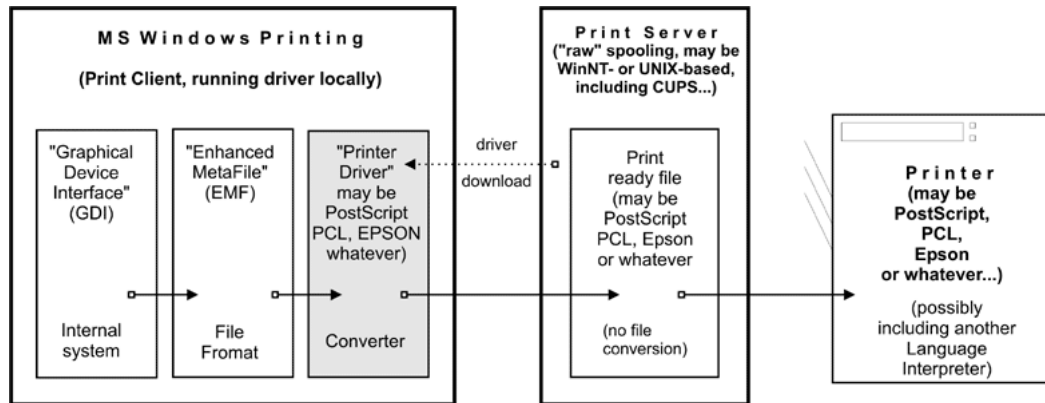 MS Windows Printing
(Print Client, running driver locally)
"Graphical
Device
Interface"
(GDI)
Internal
system
"Enhanced
MetaFile"
(EMF)
File
Fromat
"Printer
Driver"
may be
PostScript
PCL, EPSON
whatever)
Converter
driver
download
Print Server
("raw" spooling, may be
WinNT- or UNIX-based,
including CUPS...)
Print
ready file
(may be
PostScript
PCL, Epson
or whatever
(no file
conversion)
Printer
(may be
PostScript,
PCL,
Epson
or whatever...)
(possibly
including another
Language
Interpreter)